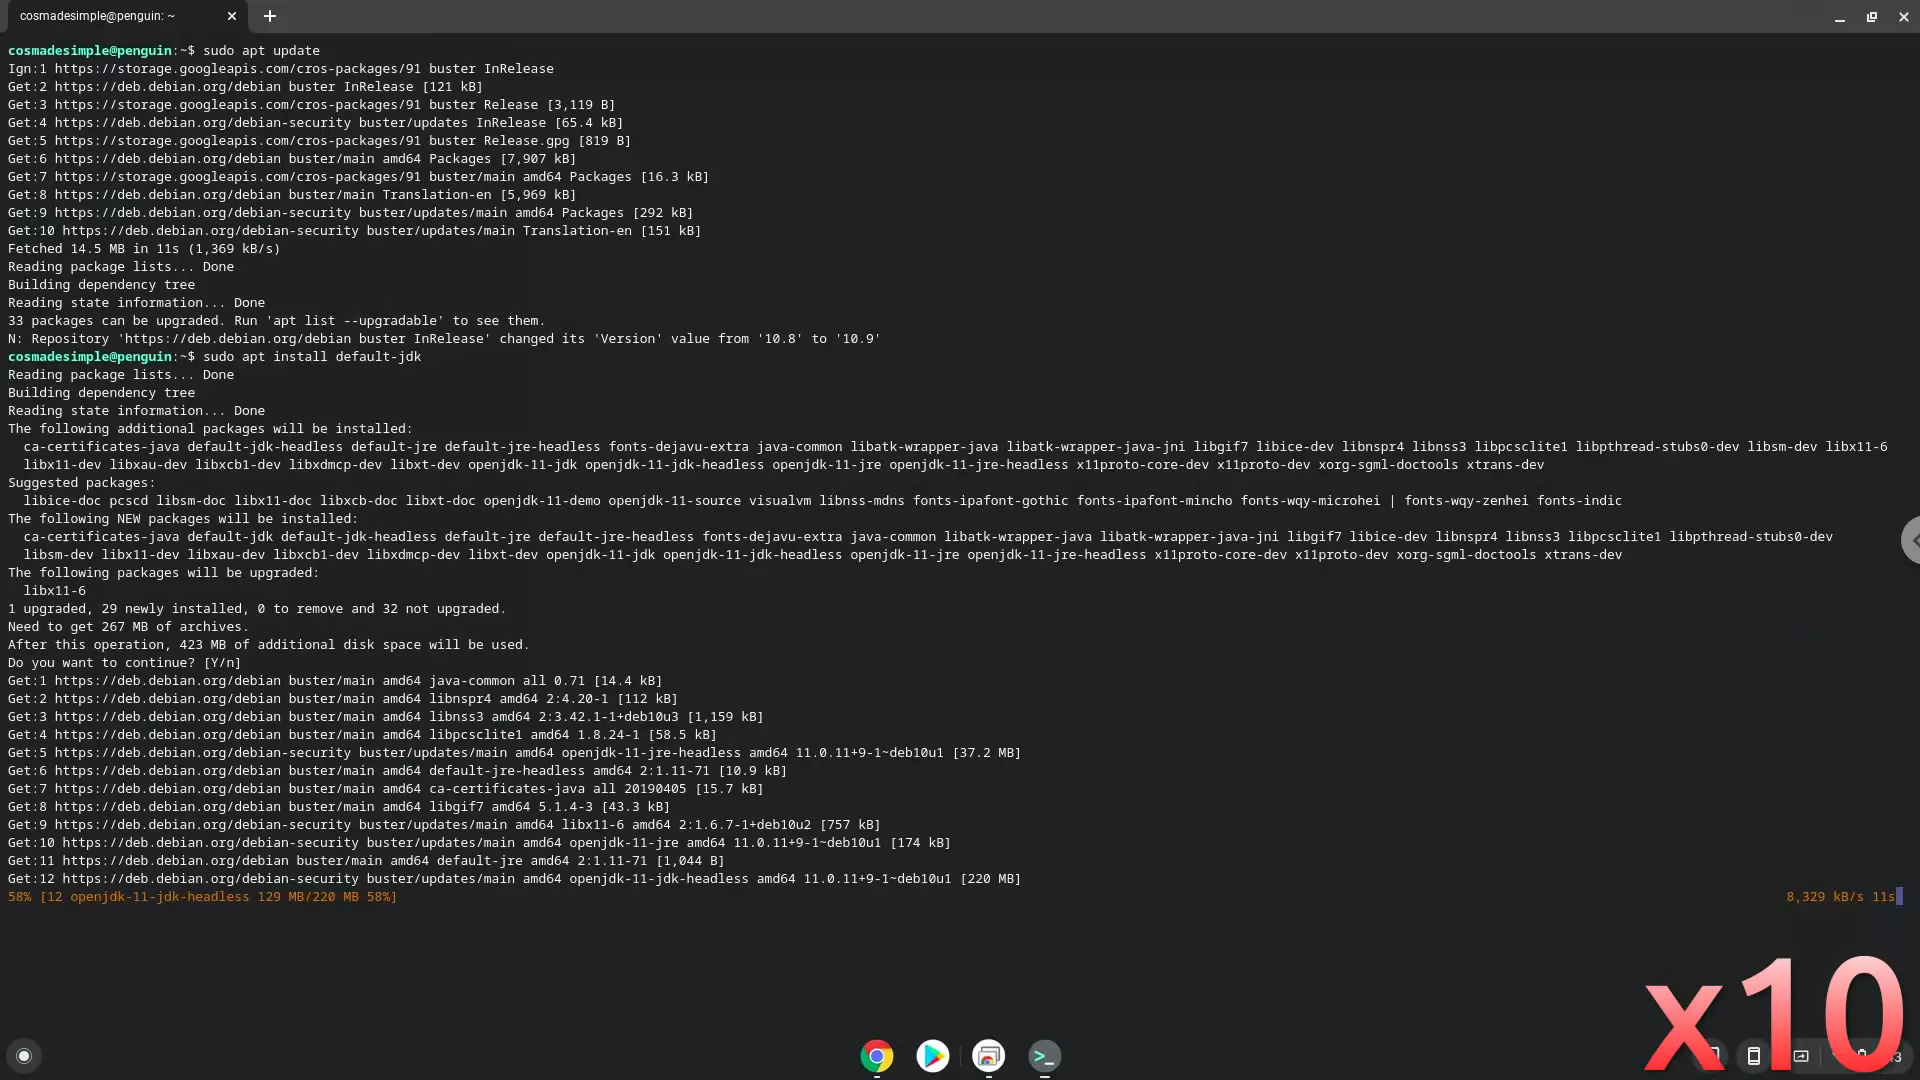 cosmadesimple@penguin: ~
cosmadesimple@penguin:~$ sudo apt update
Ign:1 https://storage.googleapis.com/cros-packages/91 buster InRelease
Get:2 https://deb.debian.org/debian buster InRelease [121 kB]
Get:3 https://storage.googleapis.com/cros-packages/91 buster Release [3,119 B]
Get:4 https://deb.debian.org/debian-security buster/updates InRelease [65.4 kB]
Get:5 https://storage.googleapis.com/cros-packages/91 buster Release.gpg [819 B]
Get:6 https://deb.debian.org/debian buster/main amd64 Packages [7,907 kB]
Get:7 https://storage.googleapis.com/cros-packages/91 buster/main amd64 Packages [16.3 kB]
Get:8 https://deb.debian.org/debian buster/main Translation-en [5,969 kB]
Get:9 https://deb.debian.org/debian-security buster/updates/main amd64 Packages [292 kB]
Get:10 https://deb.debian.org/debian-security buster/updates/main Translation-en [151 kB]
Fetched 14.5 MB in 11s (1,369 kB/s)
Reading package lists... Done
Building dependency tree
Reading state information... Done
33 packages can be upgraded. Run 'apt list --upgradable' to see them.
N: Repository 'https://deb.debian.org/debian buster InRelease' changed its 'Version' value from '10.8' to '10.9'
cosmadesimple@penguin:~$ sudo apt install default-jdk
Reading package lists... Done
Building dependency tree
Reading state information... Done
The following additional packages will be installed:
ca-certificates-java default-jdk-headless default-jre default-jre-headless fonts-dejavu-extra java-common libatk-wrapper-java libatk-wrapper-java-jni libgif7 libice-dev libnspr4 libnss3 libpcsclite1 libpthread-stubs0-dev libsm-dev libx11-6
libx11-dev libxau-dev libxcb1-dev libxdmcp-dev libxt-dev openjdk-11-jdk openjdk-11-jdk-headless openjdk-11-jre openjdk-11-jre-headless x11proto-core-dev x11proto-dev xorg-sgml-doctools xtrans-dev
Suggested packages:
libice-doc pcscd libsm-doc libx11-doc libxcb-doc libxt-doc openjdk-11-demo openjdk-11-source visualvm libnss-mdns fonts-ipafont-gothic fonts-ipafont-mincho fonts-wqy-microhei | fonts-wqy-zenhei fonts-indic
The following NEW packages will be installed:
ca-certificates-java default-jdk default-jdk-headless default-jre default-jre-headless fonts-dejavu-extra java-common libatk-wrapper-java libatk-wrapper-java-jni libgif7 libice-dev libnspr4 libnss3 libpcsclite1 libpthread-stubs0-dev
libsm-dev libx11-dev libxau-dev libxcb1-dev libxdmcp-dev libxt-dev openjdk-11-jdk openjdk-11-jdk-headless openjdk-11-jre openjdk-11-jre-headless x11proto-core-dev x11proto-dev xorg-sgml-doctools xtrans-dev
The following packages will be upgraded:
libx11-6
1 upgraded, 29 newly installed, 0 to remove and 32 not upgraded.
Need to get 267 MB of archives.
After this operation, 423 MB of additional disk space will be used.
Do you want to continue? [Y/n]
Get:1 https://deb.debian.org/debian buster/main amd64 java-common all 0.71 [14.4 kB]
Get:2 https://deb.debian.org/debian buster/main amd64 libnspr4 amd64 2:4.20-1 [112 kB]
Get:3 https://deb.debian.org/debian buster/main amd64 libnss3 amd64 2:3.42.1-1+deb10u3 [1,159 kB]
Get:4 https://deb.debian.org/debian buster/main amd64 libpcsclite1 amd64 1.8.24-1 [58.5 kB]
Get:5 https://deb.debian.org/debian-security buster/updates/main amd64 openjdk-11-jre-headless amd64 11.0.11+9-1~deb10u1 [37.2 MB]
Get:6 https://deb.debian.org/debian buster/main amd64 default-jre-headless amd64 2:1.11-71 [10.9 kB]
Get:7 https://deb.debian.org/debian buster/main amd64 ca-certificates-java all 20190405 [15.7 kB]
Get:8 https://deb.debian.org/debian buster/main amd64 libgif7 amd64 5.1.4-3 [43.3 kB]
Get:9 https://deb.debian.org/debian-security buster/updates/main amd64 libx11-6 amd64 2:1.6.7-1+deb10u2 [757 kB]
Get:10 https://deb.debian.org/debian-security buster/updates/main amd64 openjdk-11-jre amd64 11.0.11+9-1~deb10u1 [174 kB]
Get:11 https://deb.debian.org/debian buster/main amd64 default-jre amd64 2:1.11-71 [1,044 B]
Get:12 https://deb.debian.org/debian-security buster/updates/main amd64 openjdk-11-jdk-headless amd64 11.0.11+9-1~deb10u1 [220 MB]
58% [12 openjdk-11-jdk-headless 129 MB/220 MB 58%] 8,329 kB/s 11s
x10